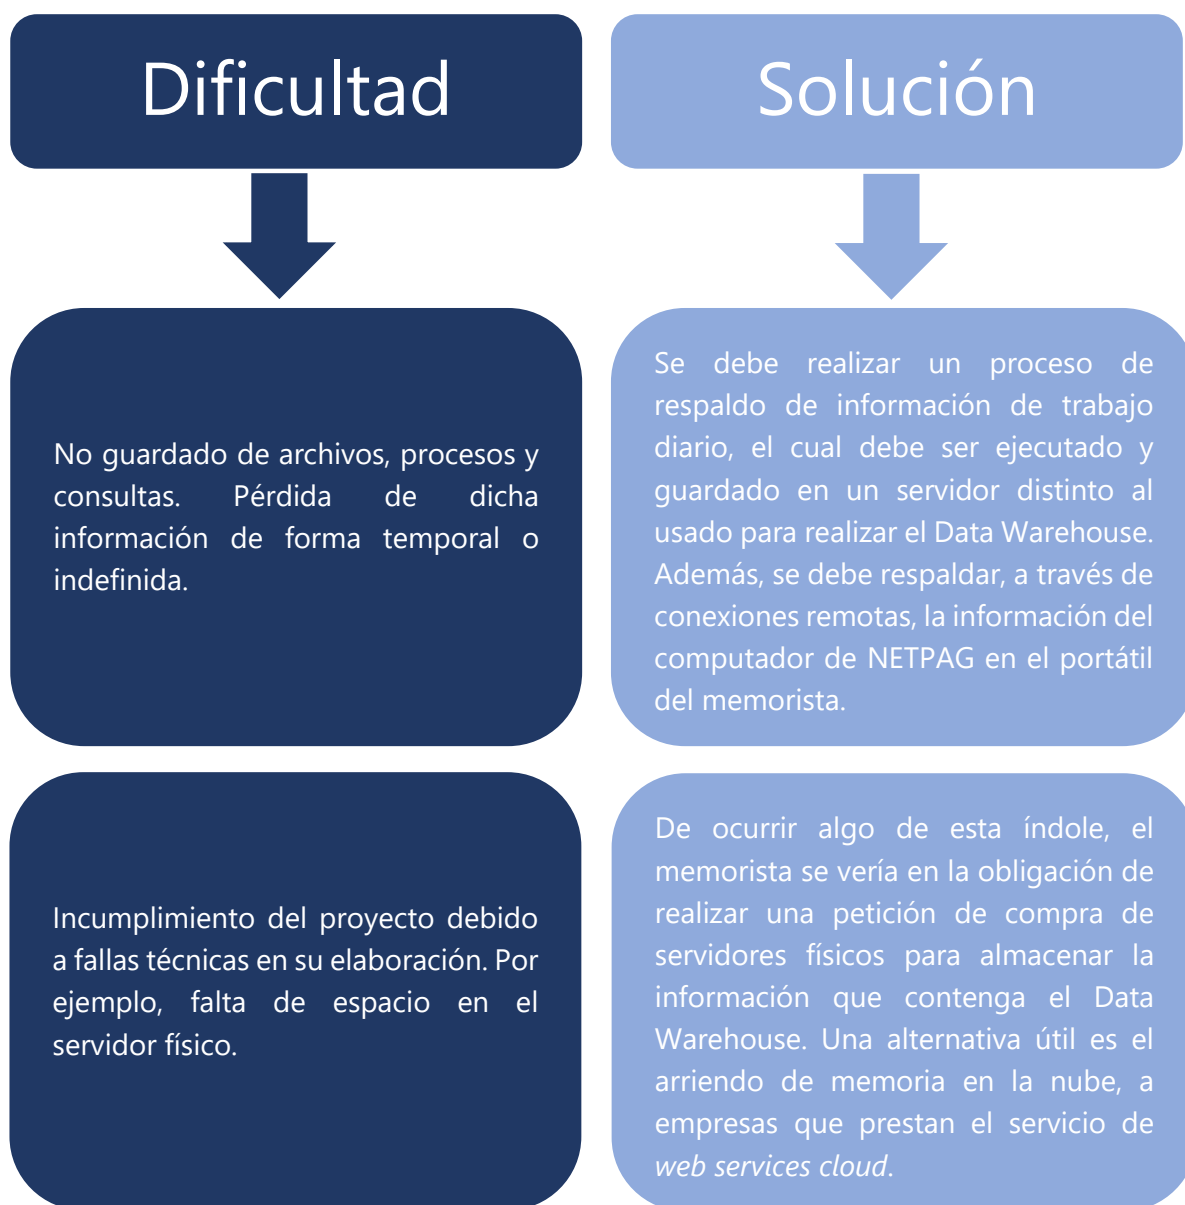 Dificultad
Solución
No guardado de archivos, procesos y
consultas. Pérdida de dicha
información de forma temporal o
indefinida.
Se debe realizar un proceso de
respaldo de información de trabajo
diario, el cual debe ser ejecutado y
guardado en un servidor distinto al
usado para realizar el Data Warehouse.
Además, se debe respaldar, a través de
conexiones remotas, la información del
computador de NETPAG en el portátil
del memorista.
Incumplimiento del proyecto debido
a fallas técnicas en su elaboración. Por
ejemplo, falta de espacio en el
servidor físico.
De ocurrir algo de esta índole, el
memorista se vería en la obligación de
realizar una petición de compra de
servidores físicos para almacenar la
información que contenga el Data
Warehouse. Una alternativa útil es el
arriendo de memoria en la nube, a
empresas que prestan el servicio de
web services cloud.